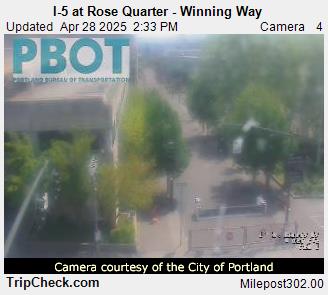 I-5 at Rose Quarter - Winning Way
Updated Apr 28 2025 2:33 PM Camera 4
PBOT
PORTLAND BUREAU OF TRANSPORTATION
Camera courtesy of the City of Portland
TripCheck.com Milepost302.00